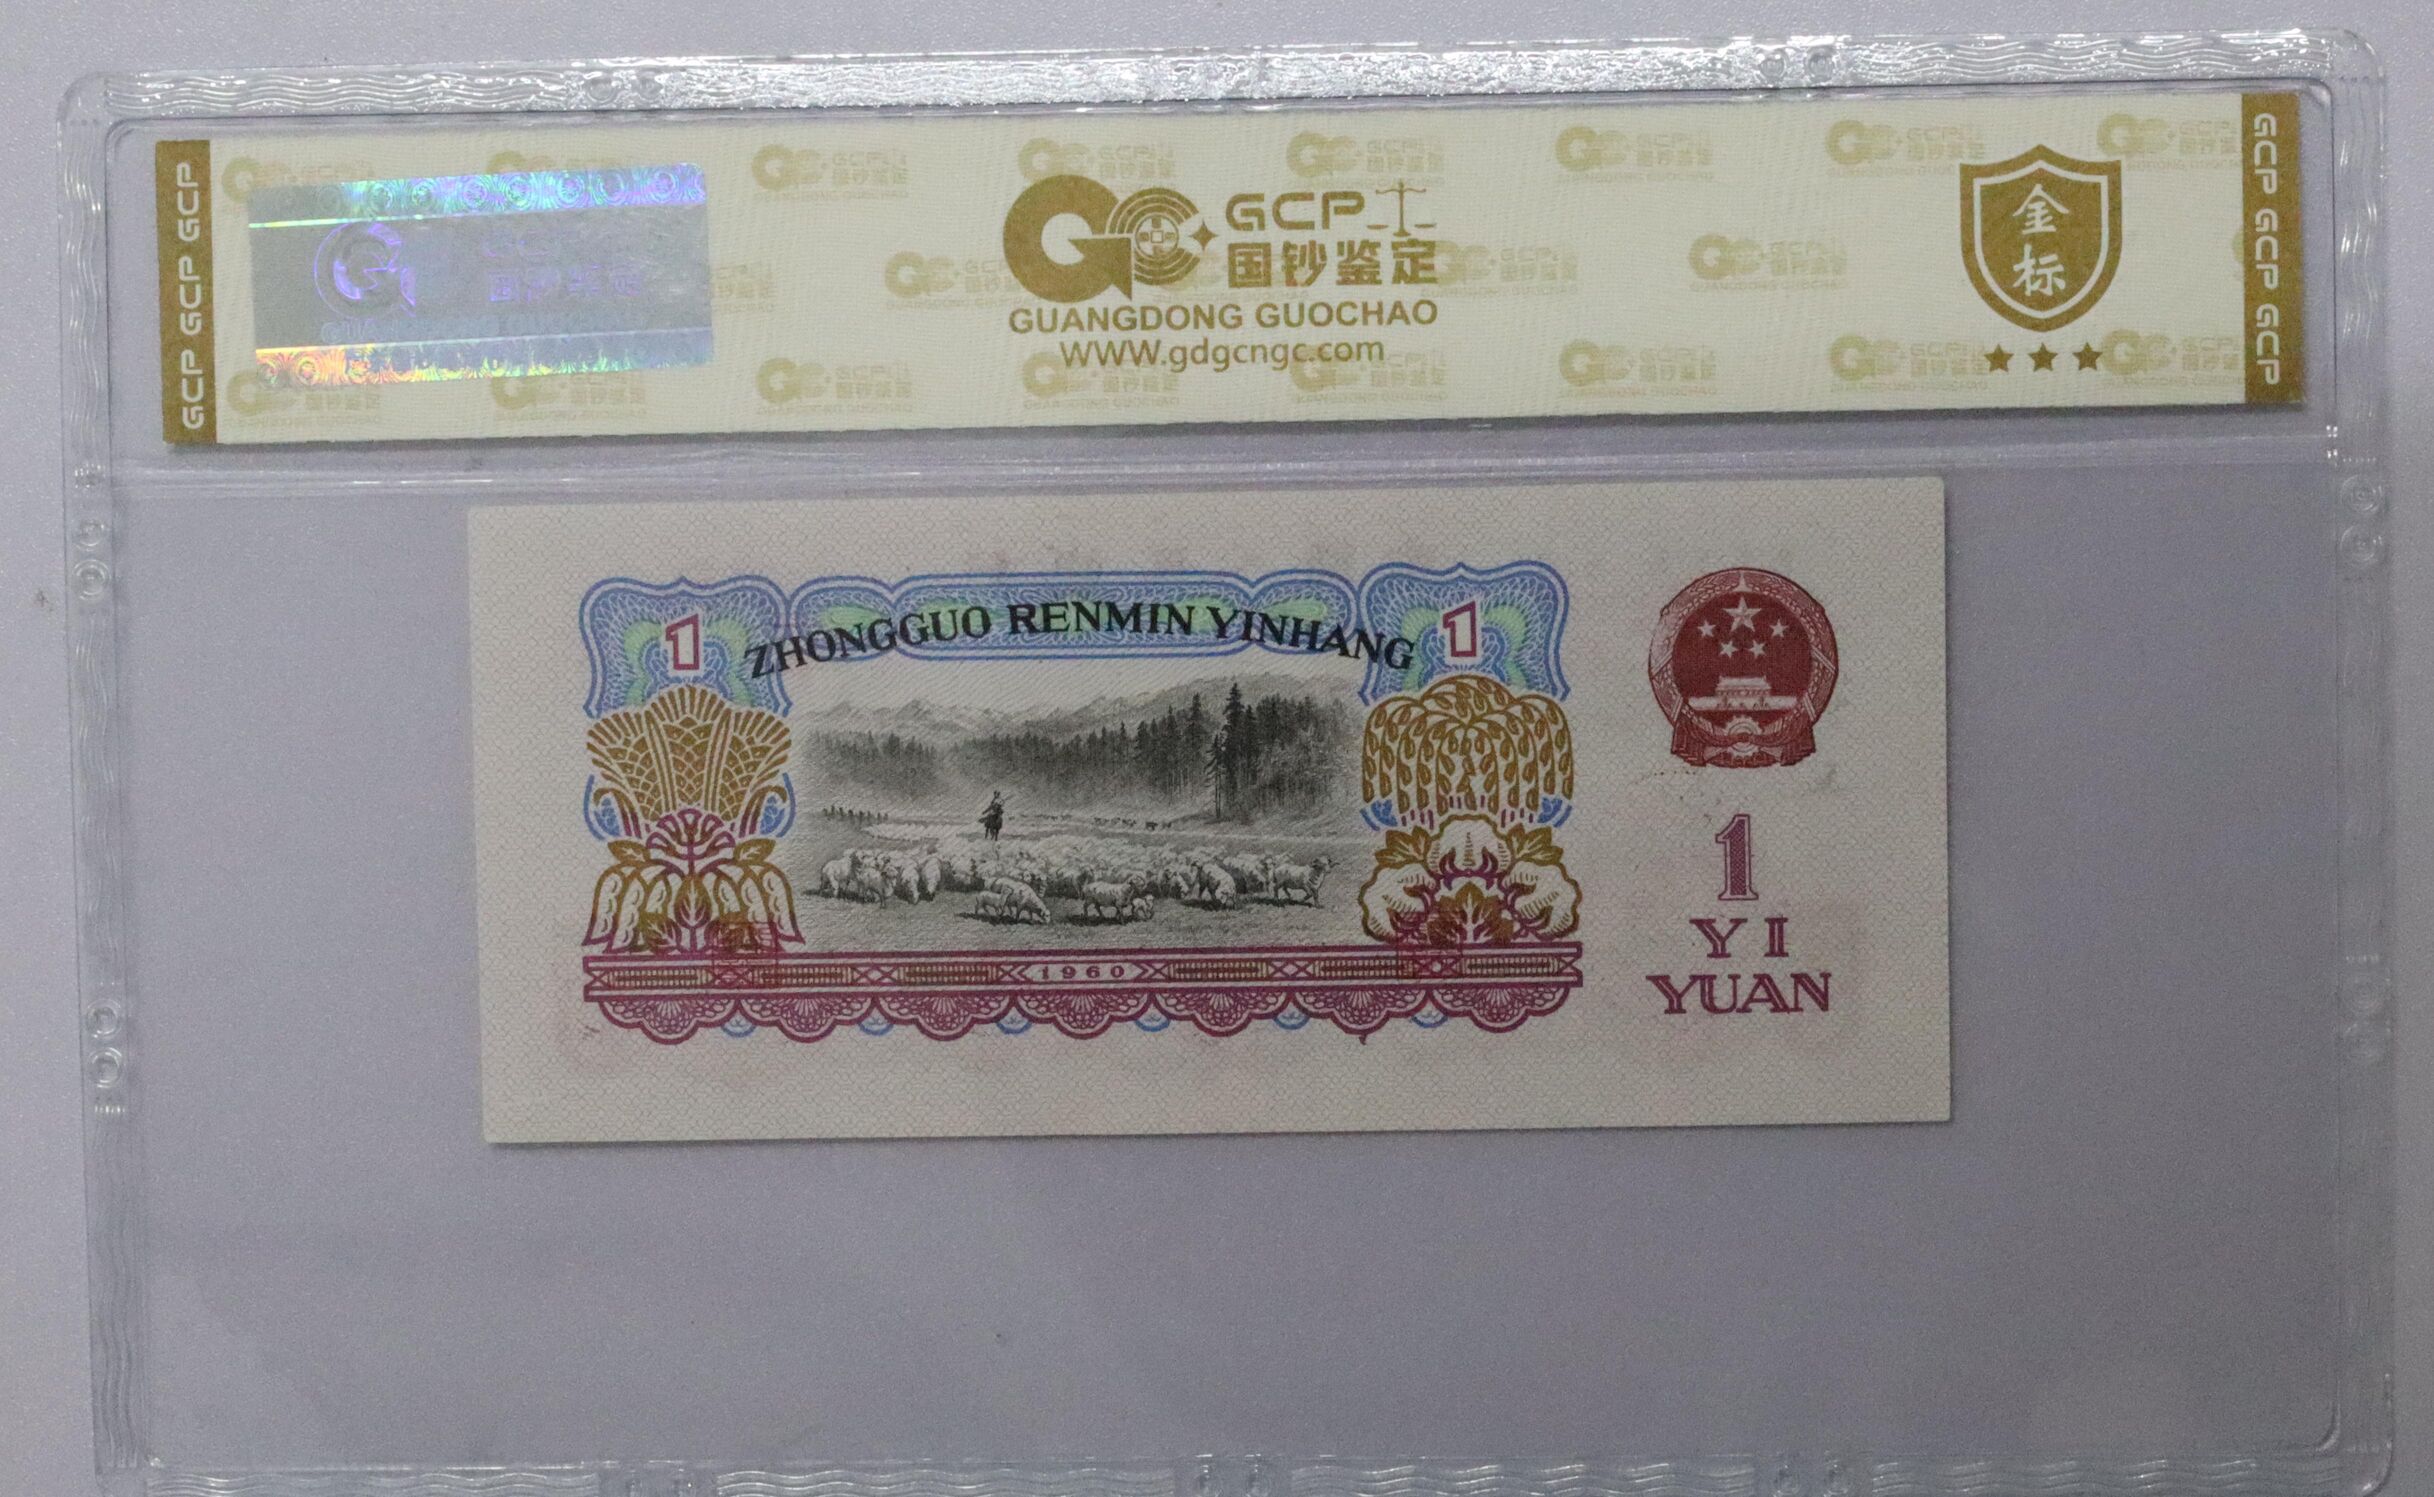 GCP GCP GCP
GCP
国钞鉴定
GUANGDONG GUOCHAO
WWW.gdgcngc.com
金
标
GCP GCP GCP
1
ZHONGGUO RENMIN YINHANG
1
1960
1
YI
YUAN